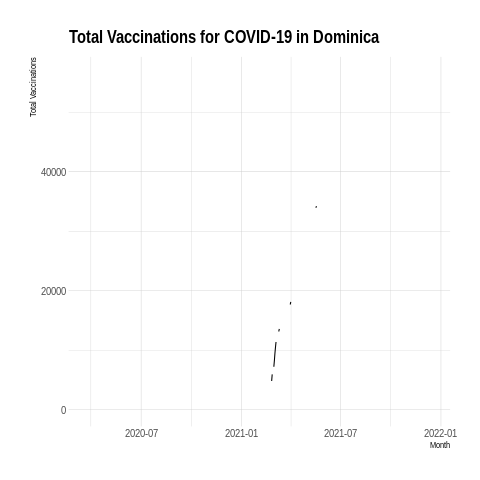 Total Vaccinations for COVID-19 in Dominica
Total Vaccinations
40000
20000
0
2020-07 2021-01 2021-07 2022-01
Month